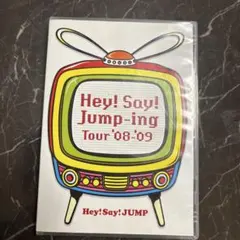 Hey! Say!
Jump-ing
Tour '08-'09
Hey! Say! JUMP